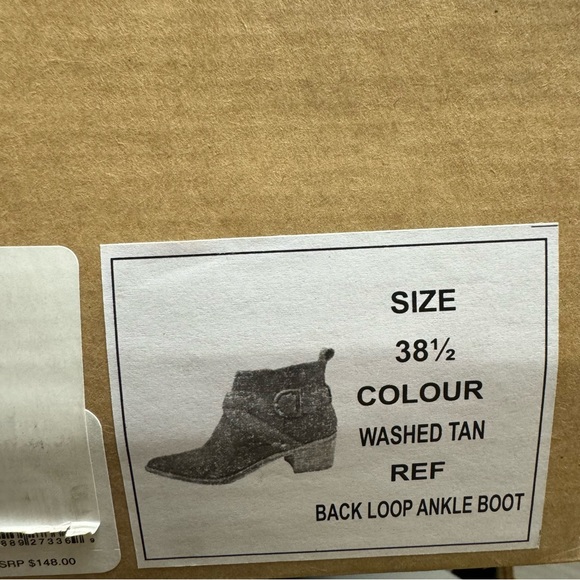 SIZE
38½
COLOUR
WASHED TAN
REF
BACK LOOP ANKLE BOOT
SRP $148.00